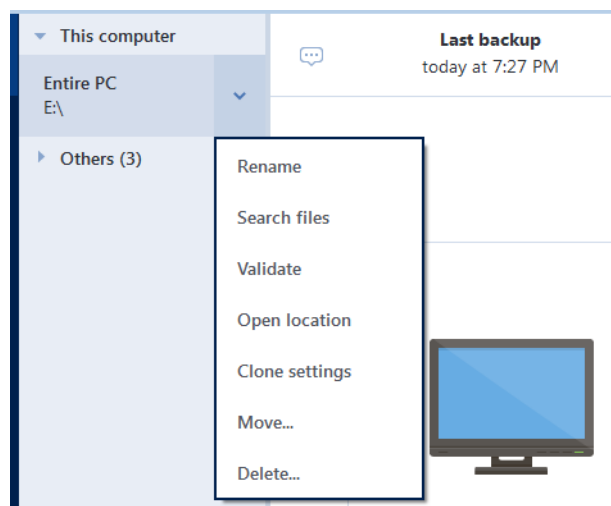 This computer
Entire PC
E:\
Others (3)
Last backup
today at 7:27 PM
Rename
Search files
Validate
Open location
Clone settings
Move...
Delete...